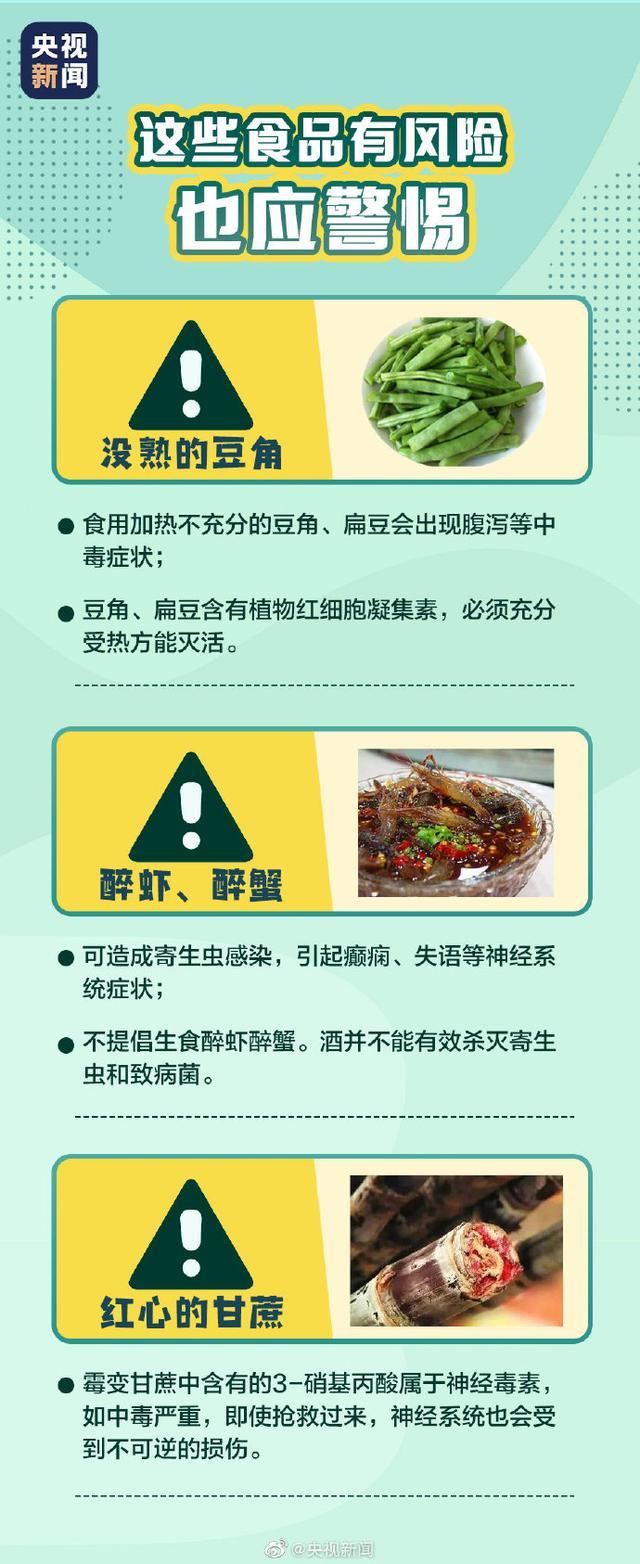 央视
新闻
这些食品有风险
也应警惕
没熟的豆角
食用加热不充分的豆角、扁豆会出现腹泻等中
毒症状；
豆角、扁豆含有植物红细胞凝集素，必须充分
受热方能灭活。
醉虾、醉蟹
可造成寄生虫感染，引起癫痫、失语等神经系
统症状；
不提倡生食醉虾醉蟹。酒并不能有效杀灭寄生
虫和致病菌。
红心的甘蔗
霉变甘蔗中含有的3-硝基丙酸属于神经毒素，
如中毒严重，即使抢救过来，神经系统也会受
到不可逆的损伤。
@央视新闻